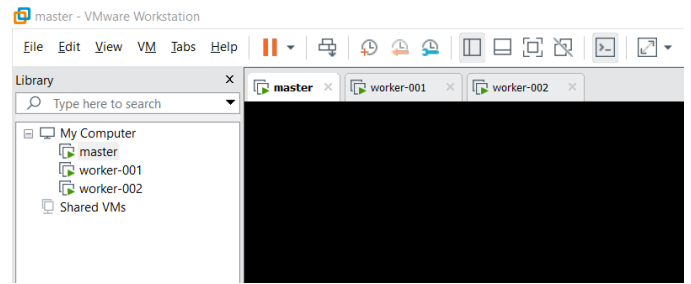 master - VMware Workstation
File Edit View VM Tabs Help
Library x
Type here to search
master × worker-001 × worker-002 ×
My Computer
master
worker-001
worker-002
Shared VMs